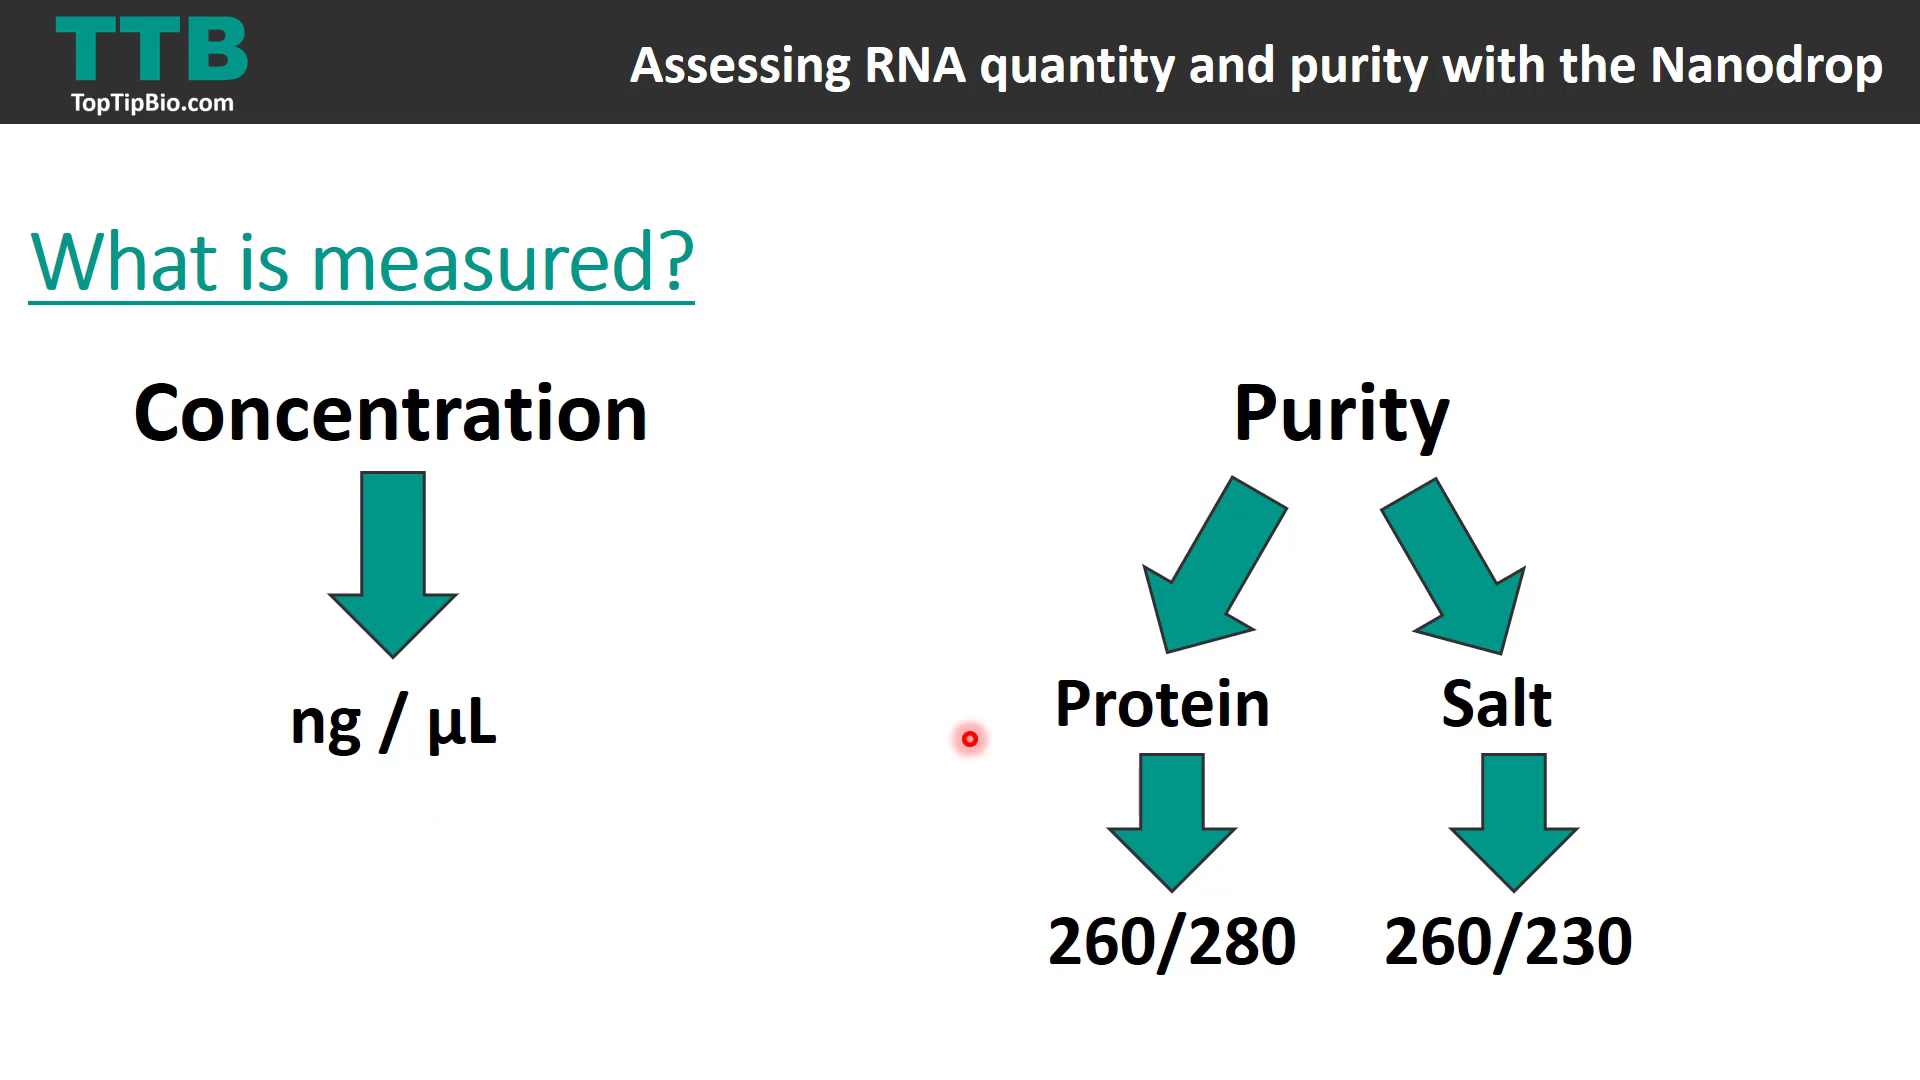 TTB
TopTipBio.com
Assessing RNA quantity and purity with the Nanodrop
What is measured?
Concentration
ng / µL
Purity
Protein
Salt
260/280
260/230